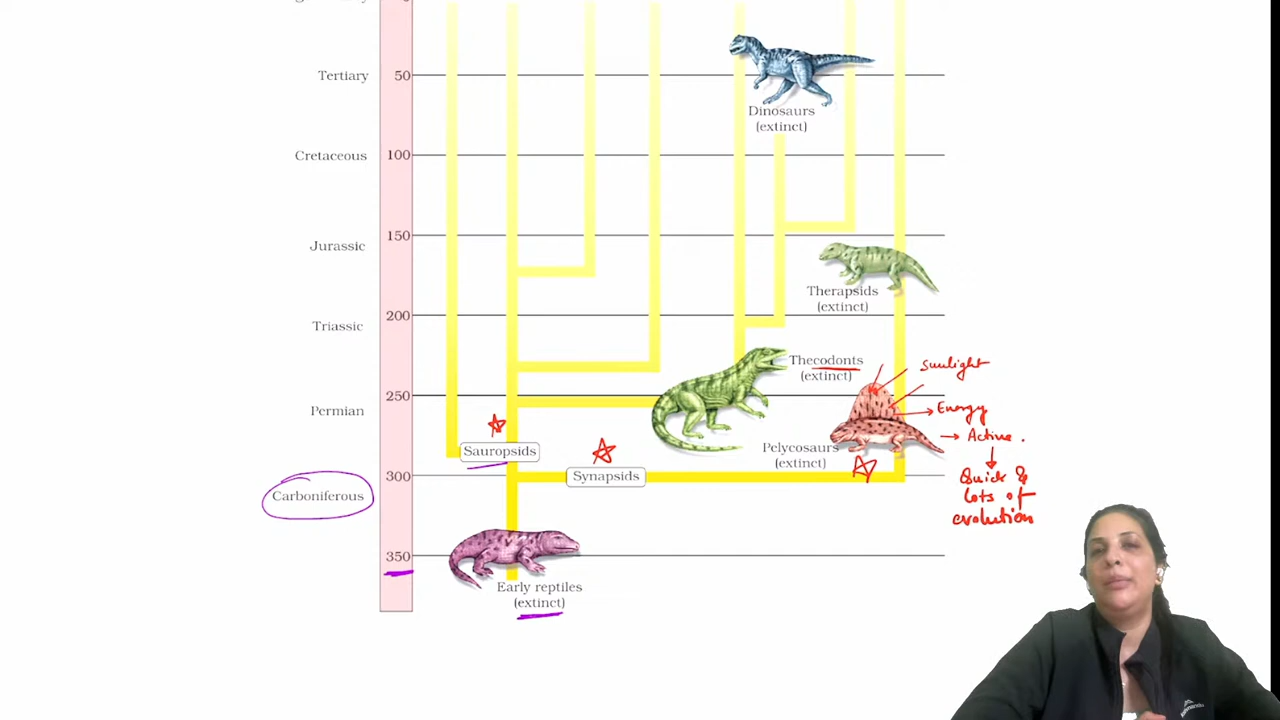 Tertiary
50
Dinosaurs
(extinct)
Cretaceous
100
150
Jurassic
Therapsids
(extinct)
200
Triassic
Thecodonts
(extinct)
Sunlight
250
Permian
Energy
Active.
Pelycosaurs
(extinct)
Sauropsids
300
Synapsids
Quick &
lots of
evolution
Carboniferous
350
Early reptiles
(extinct)